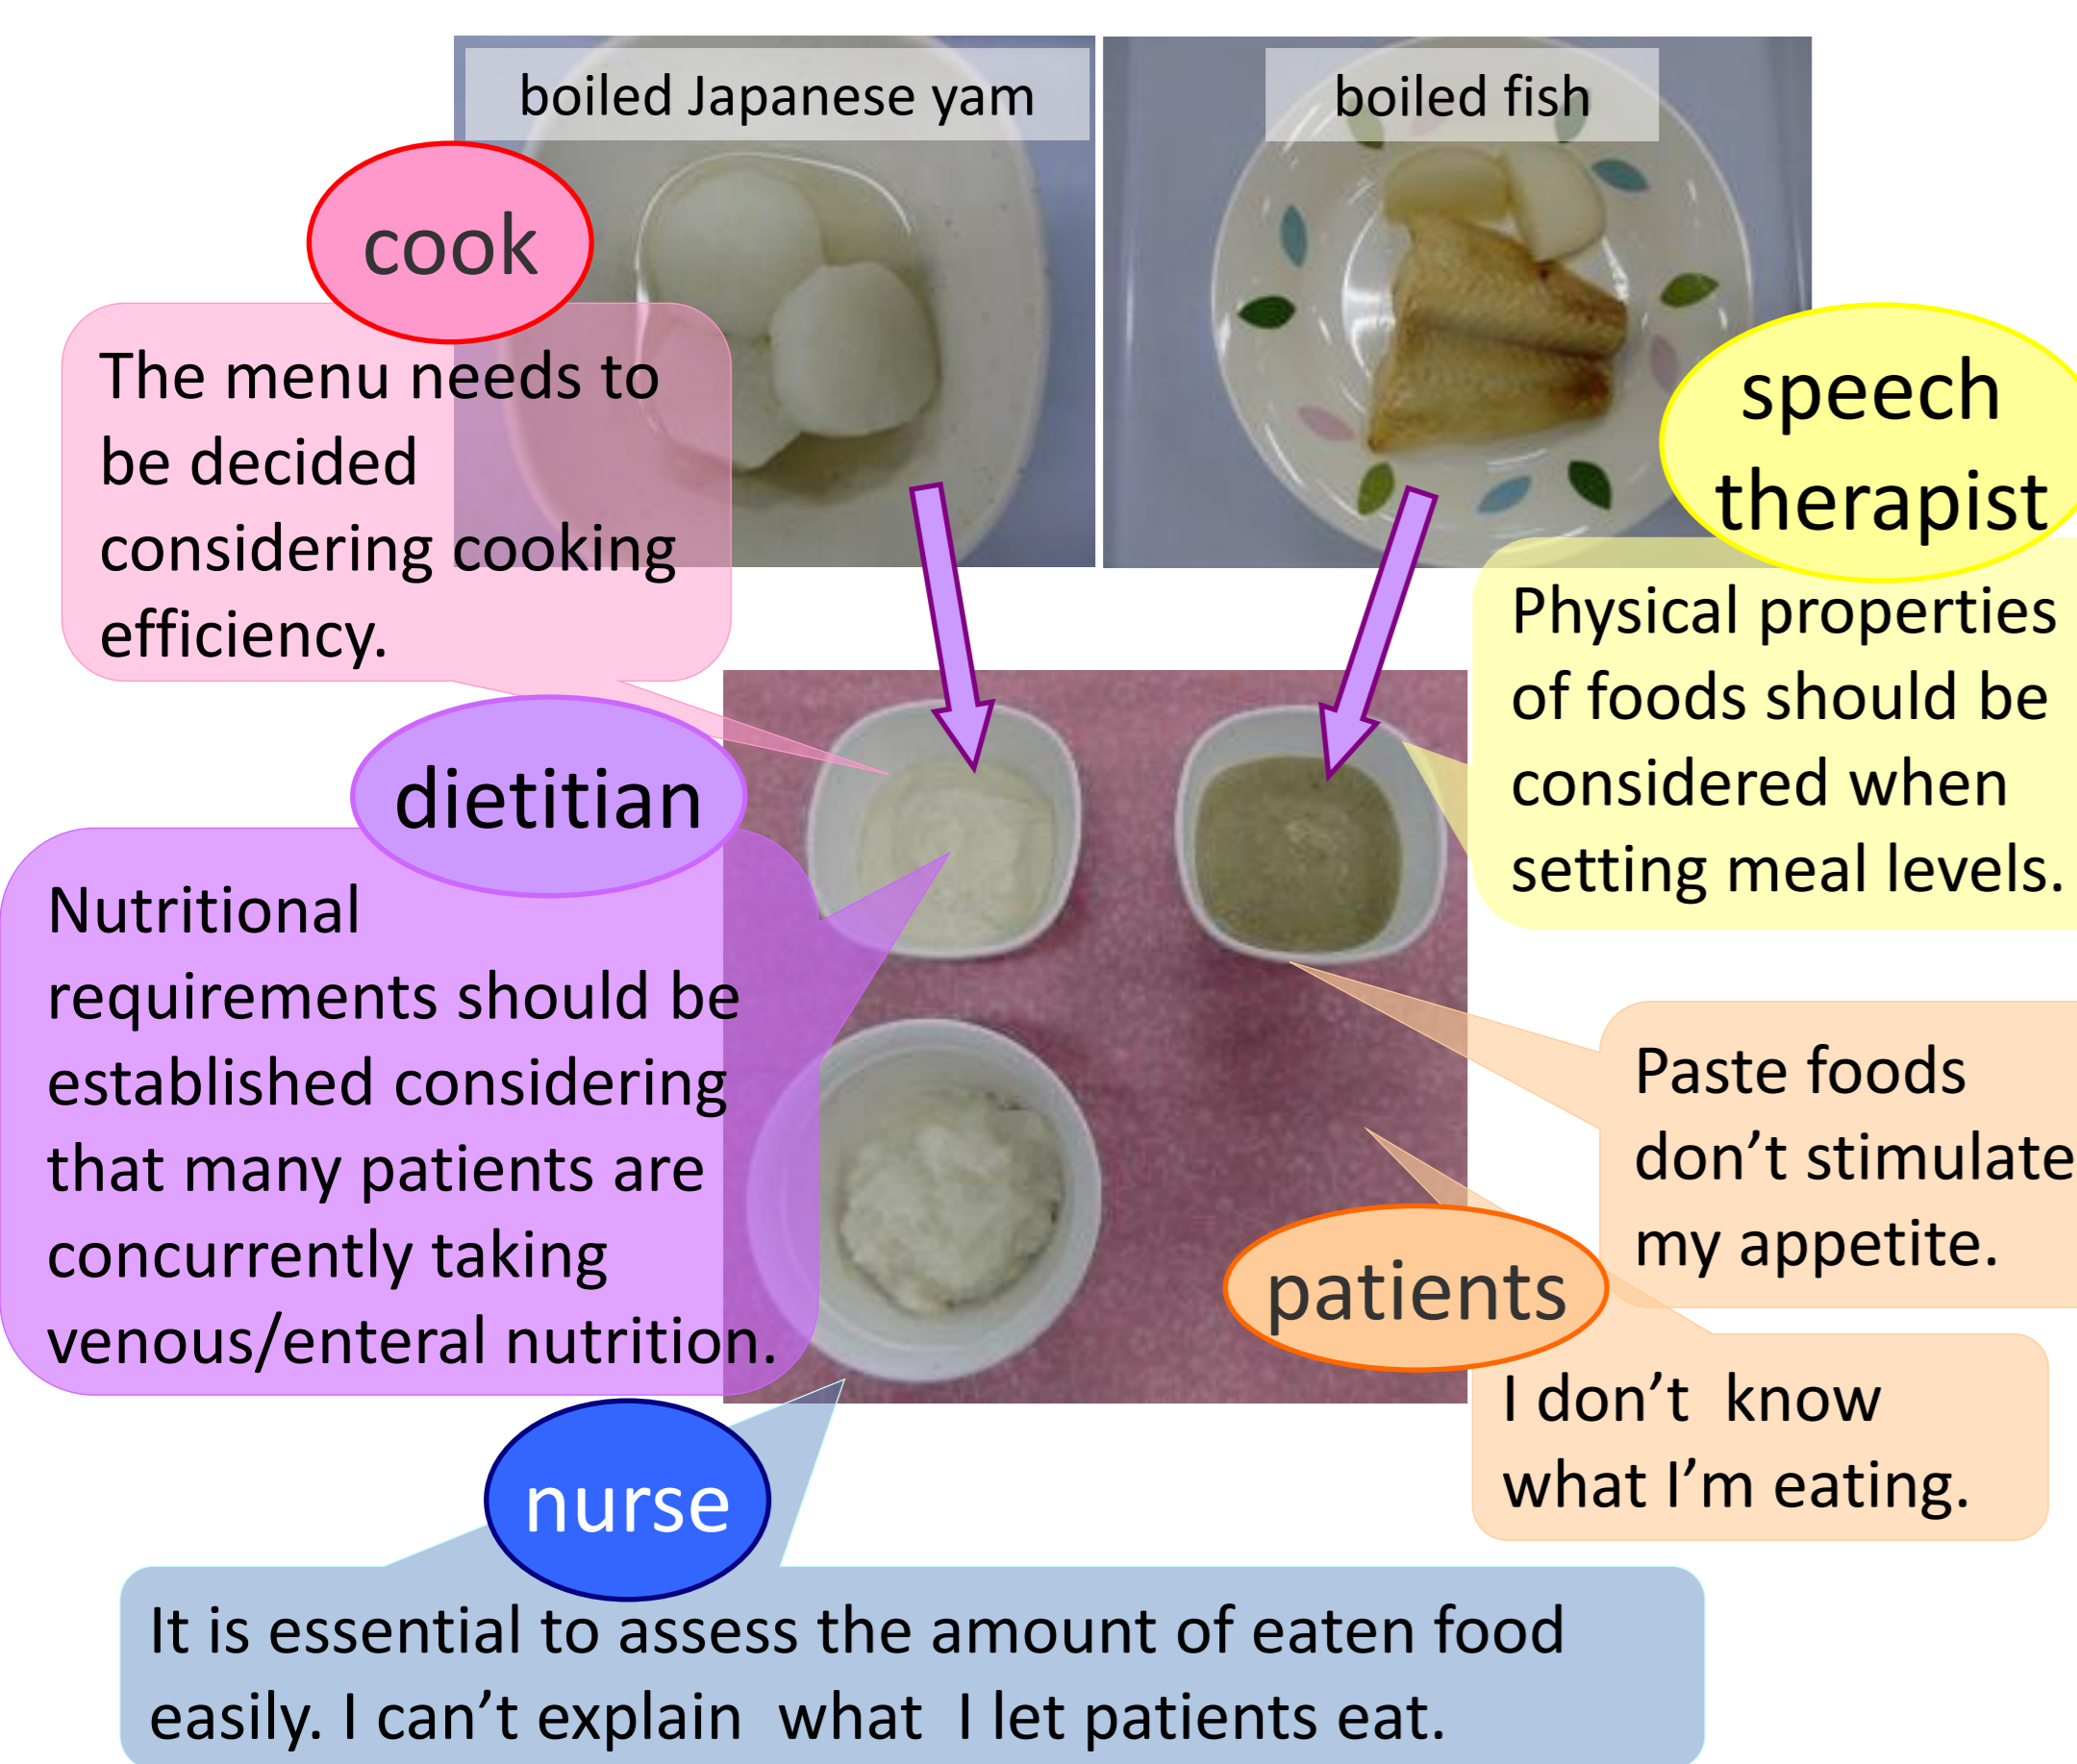 boiled Japanese yam
boiled fish
cook
The menu needs to
be decided
considering cooking
efficiency.
speech
therapist
Physical properties
of foods should be
considered when
setting meal levels.
dietitian
Nutritional
requirements should be
established considering
that many patients are
concurrently taking
venous/enteral nutrition.
Paste foods
don’t stimulate
my appetite.
patients
I don’t  know
what I’m eating.
nurse
It is essential to assess the amount of eaten food
easily. I can’t explain  what  I let patients eat.